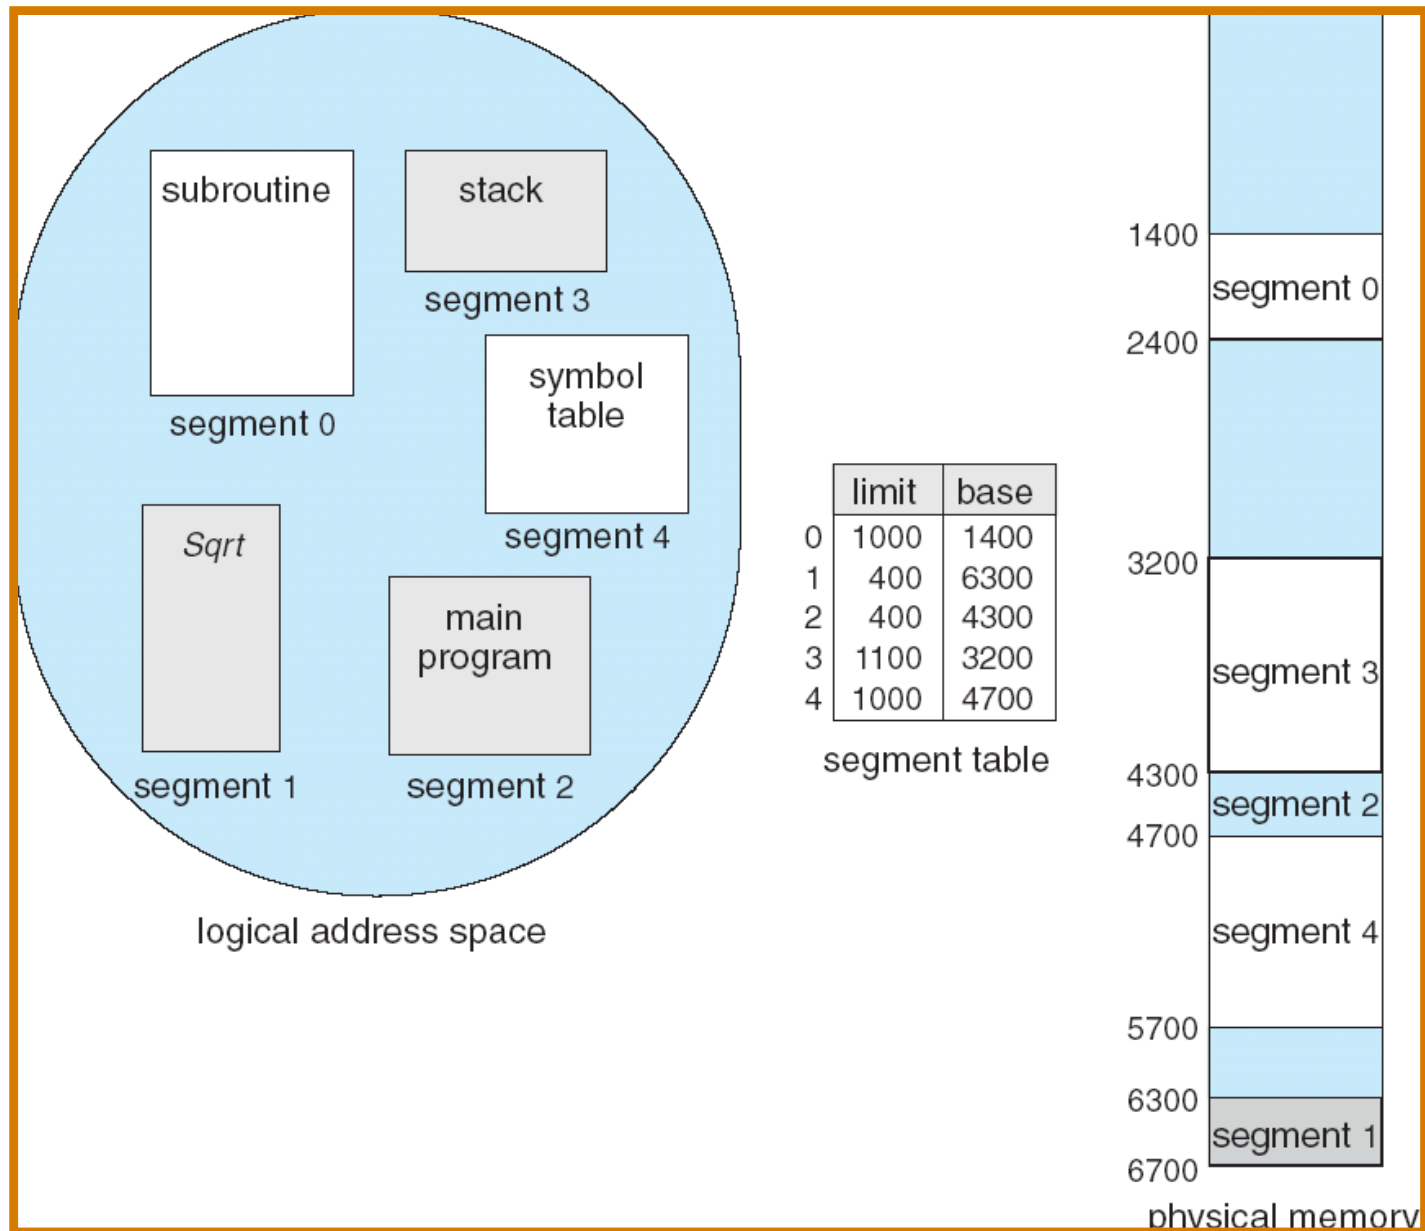 subroutine
segment 0
stack
segment 3
symbol
table
segment 4
Sqrt
segment 1
main
program
segment 2
logical address space
limit base
0 1000 1400
1 400 6300
2 400 4300
3 1100 3200
4 1000 4700
segment table
1400
segment 0
2400
3200
segment 3
4300
segment 2
4700
segment 4
5700
6300
segment 1
6700
physical memory